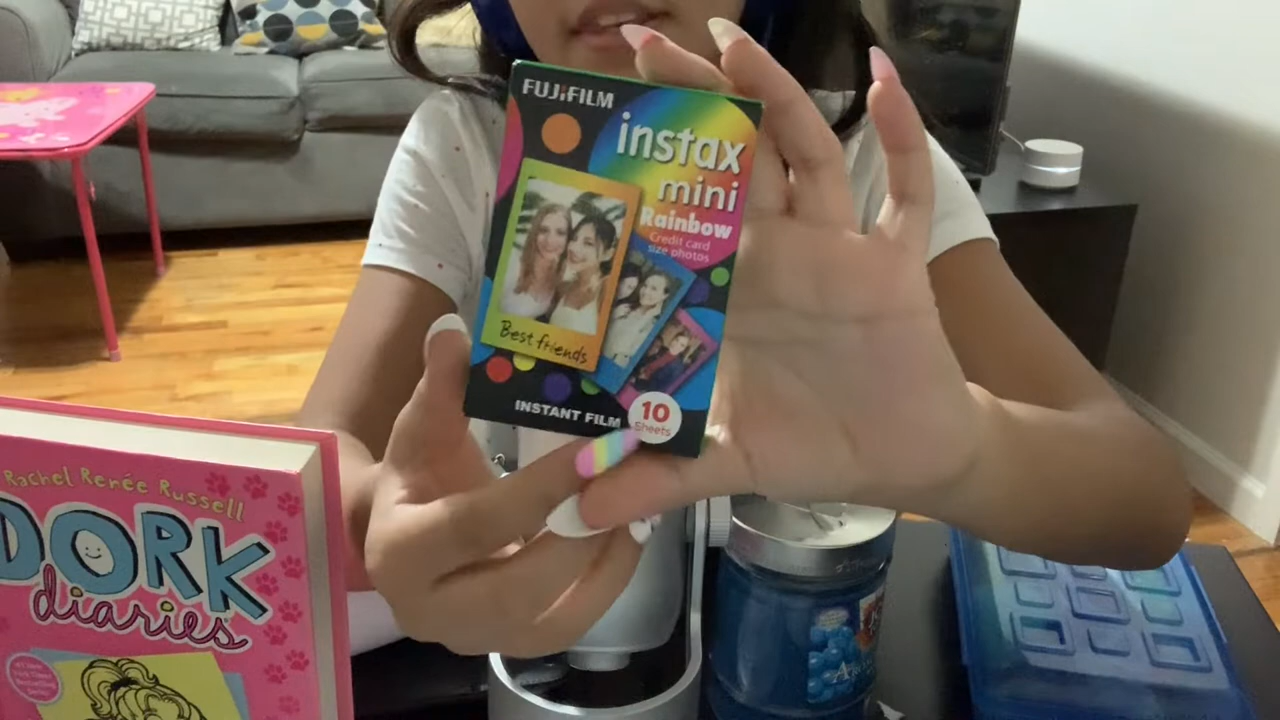 FUJIFILM
instax
mini
Rainbow
Credit card
size photos
Best friends
INSTANT FILM
10
Sheets
Rachel Renée Russell
DORK
diaries